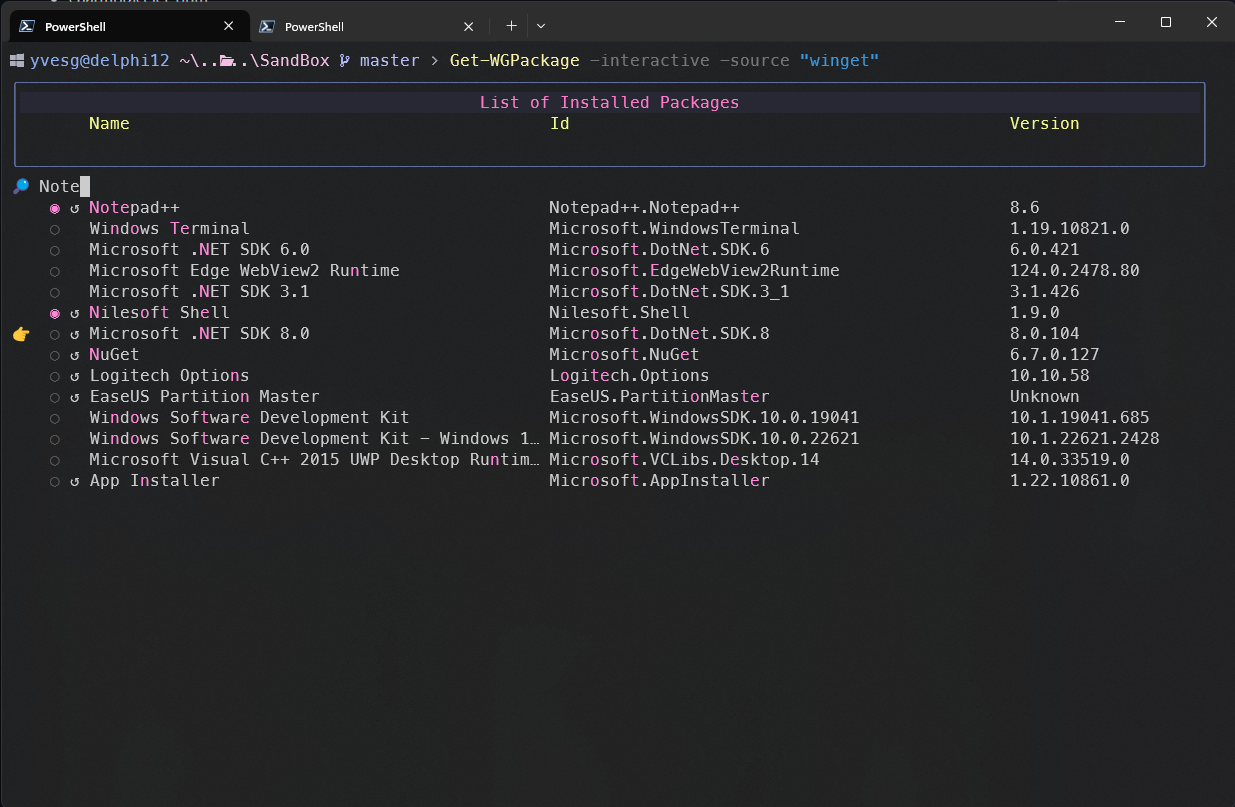 PowerShell PowerShell
yvesg@delphi12 ~\....\SandBox master > Get-WGPackage -interactive -source "winget"
List of Installed Packages
Name Id Version
Note
↺ Notepad++ Notepad++.Notepad++ 8.6
Windows Terminal Microsoft.WindowsTerminal 1.19.10821.0
Microsoft .NET SDK 6.0 Microsoft.DotNet.SDK.6 6.0.421
Microsoft Edge WebView2 Runtime Microsoft.EdgeWebView2Runtime 124.0.2478.80
Microsoft .NET SDK 3.1 Microsoft.DotNet.SDK.3_1 3.1.426
↺ Nilesoft Shell Nilesoft.Shell 1.9.0
↺ Microsoft .NET SDK 8.0 Microsoft.DotNet.SDK.8 8.0.104
↺ NuGet Microsoft.NuGet 6.7.0.127
↺ Logitech Options Logitech.Options 10.10.58
↺ EaseUS Partition Master EaseUS.PartitionMaster Unknown
Windows Software Development Kit Microsoft.WindowsSDK.10.0.19041 10.1.19041.685
Windows Software Development Kit - Windows 1… Microsoft.WindowsSDK.10.0.22621 10.1.22621.2428
Microsoft Visual C++ 2015 UWP Desktop Runtim… Microsoft.VCLibs.Desktop.14 14.0.33519.0
↺ App Installer Microsoft.AppInstaller 1.22.10861.0